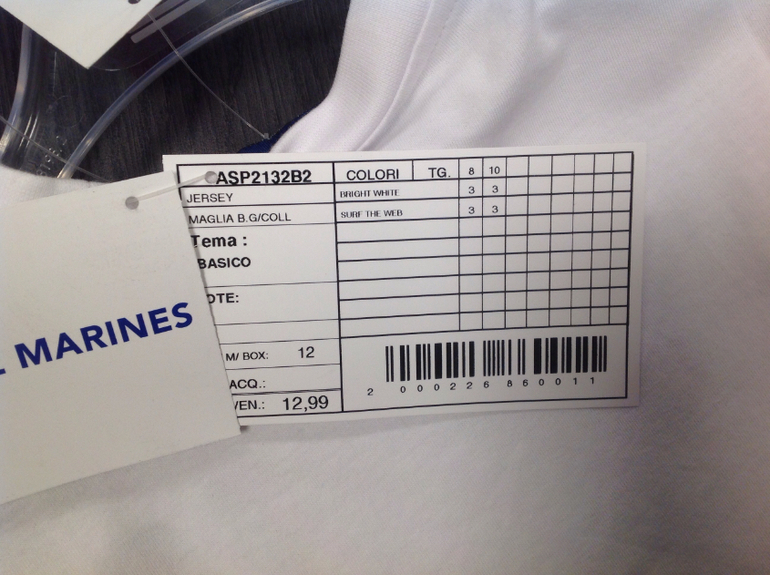 MARINES
ASP2132B2 COLORI TG. 8 10
JERSEY BRIGHT WHITE 3 3
MAGLIA B.G/COLL SURF THE WEB 3 3
Tema :
BASICO
OTE:
M/ BOX: 12
ACQ.:
VEN.: 12,99
2 000226 860011